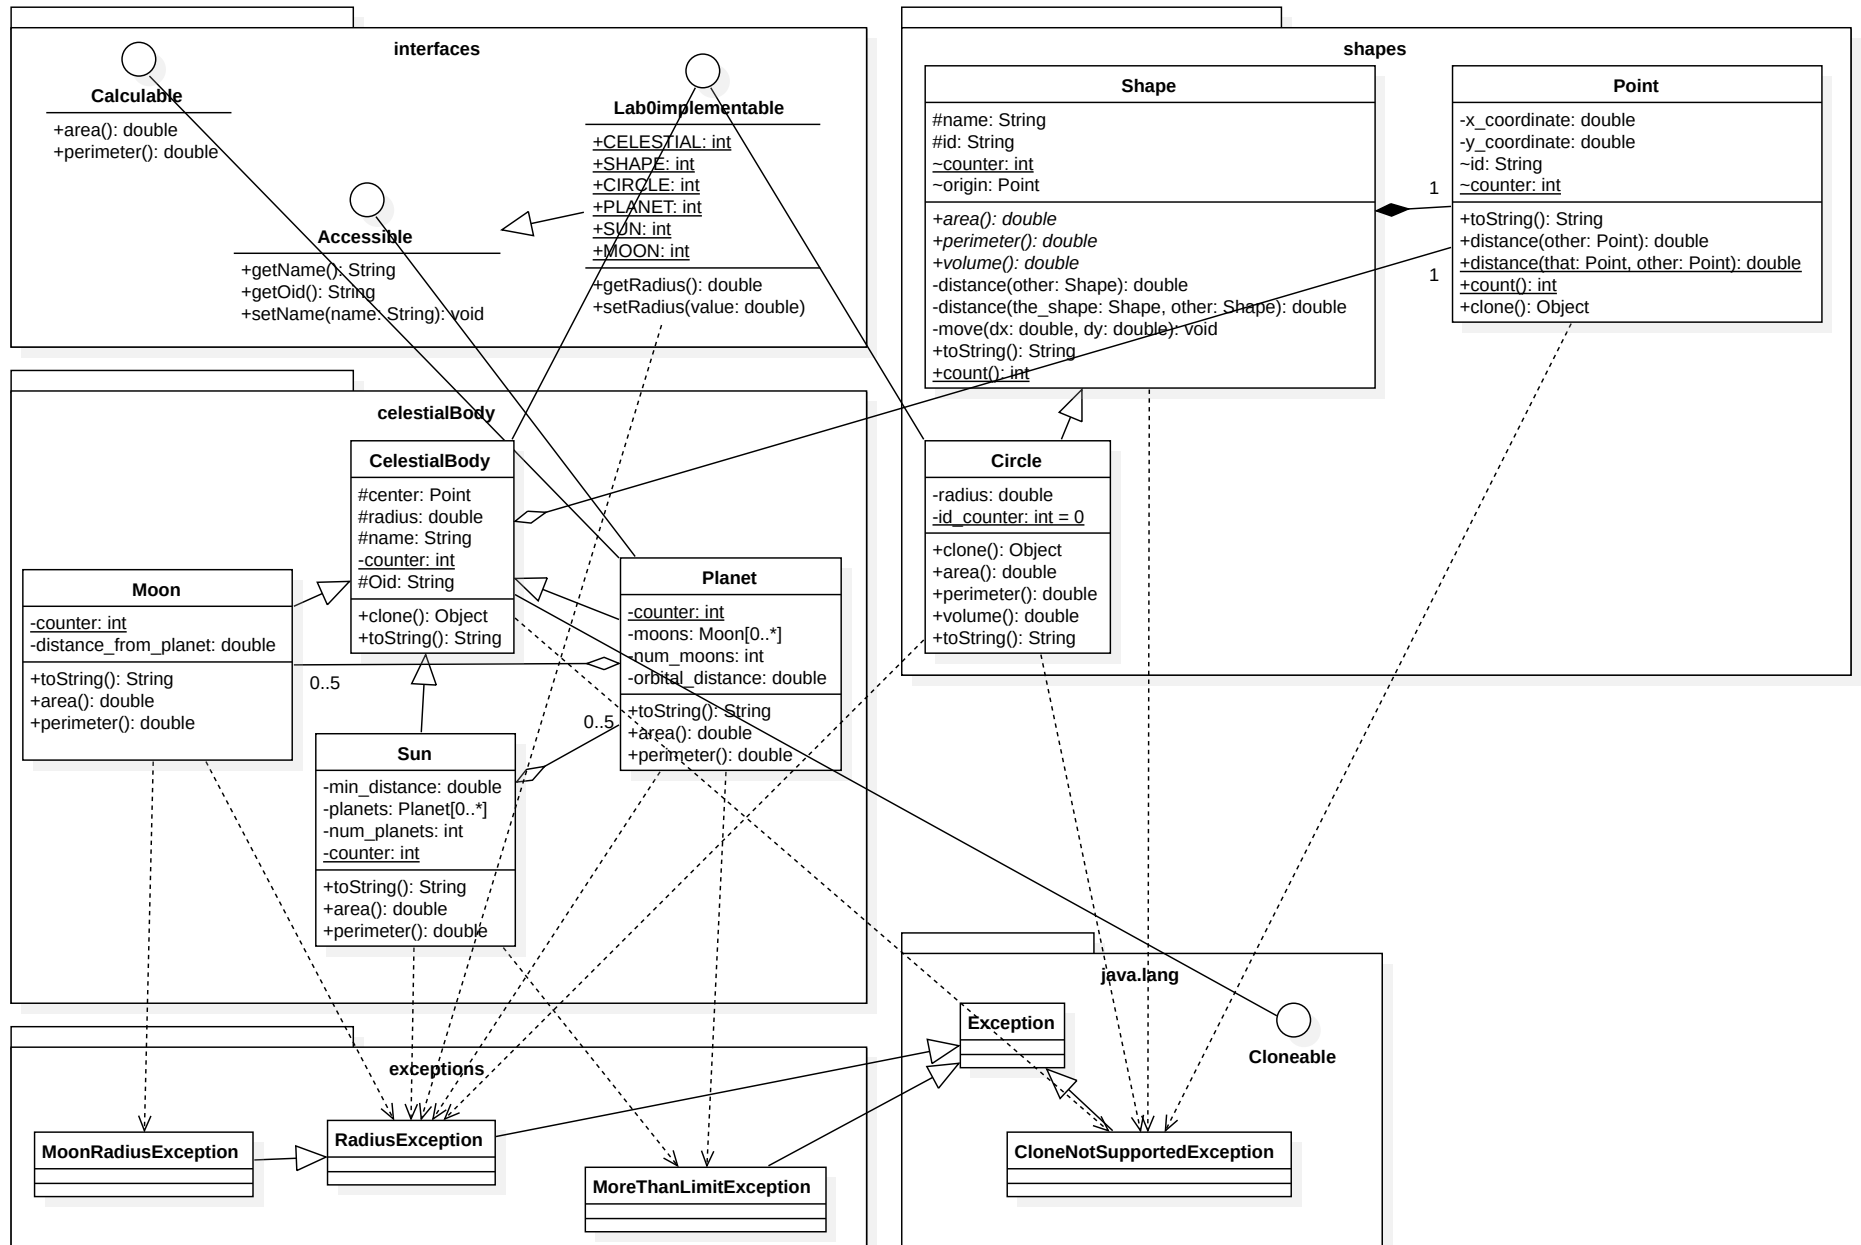 interfaces
Calculable
+area(): double
+perimeter(): double
Accessible
+getName(): String
+getOid(): String
+setName(name: String): void
Lab0implementable
+CELESTIAL: int
+SHAPE: int
+CIRCLE: int
+PLANET: int
+SUN: int
+MOON: int
+getRadius(): double
+setRadius(value: double)
shapes
Shape
#name: String
#id: String
~counter: int
~origin: Point
+area(): double
+perimeter(): double
+volume(): double
-distance(other: Shape): double
-distance(the_shape: Shape, other: Shape): double
-move(dx: double, dy: double): void
+toString(): String
+count(): int
1
1
Point
-x_coordinate: double
-y_coordinate: double
~id: String
~counter: int
+toString(): String
+distance(other: Point): double
+distance(that: Point, other: Point): double
+count(): int
+clone(): Object
Circle
-radius: double
-id_counter: int = 0
+clone(): Object
+area(): double
+perimeter(): double
+volume(): double
+toString(): String
celestialBody
CelestialBody
#center: Point
#radius: double
#name: String
-counter: int
#Oid: String
+clone(): Object
+toString(): String
Moon
-counter: int
-distance_from_planet: double
+toString(): String
+area(): double
+perimeter(): double
0..5
Planet
-counter: int
-moons: Moon[0..*]
-num_moons: int
-orbital_distance: double
+toString(): String
+area(): double
+perimeter(): double
0..5
Sun
-min_distance: double
-planets: Planet[0..*]
-num_planets: int
-counter: int
+toString(): String
+area(): double
+perimeter(): double
exceptions
MoonRadiusException
RadiusException
MoreThanLimitException
java.lang
Exception
Cloneable
CloneNotSupportedException